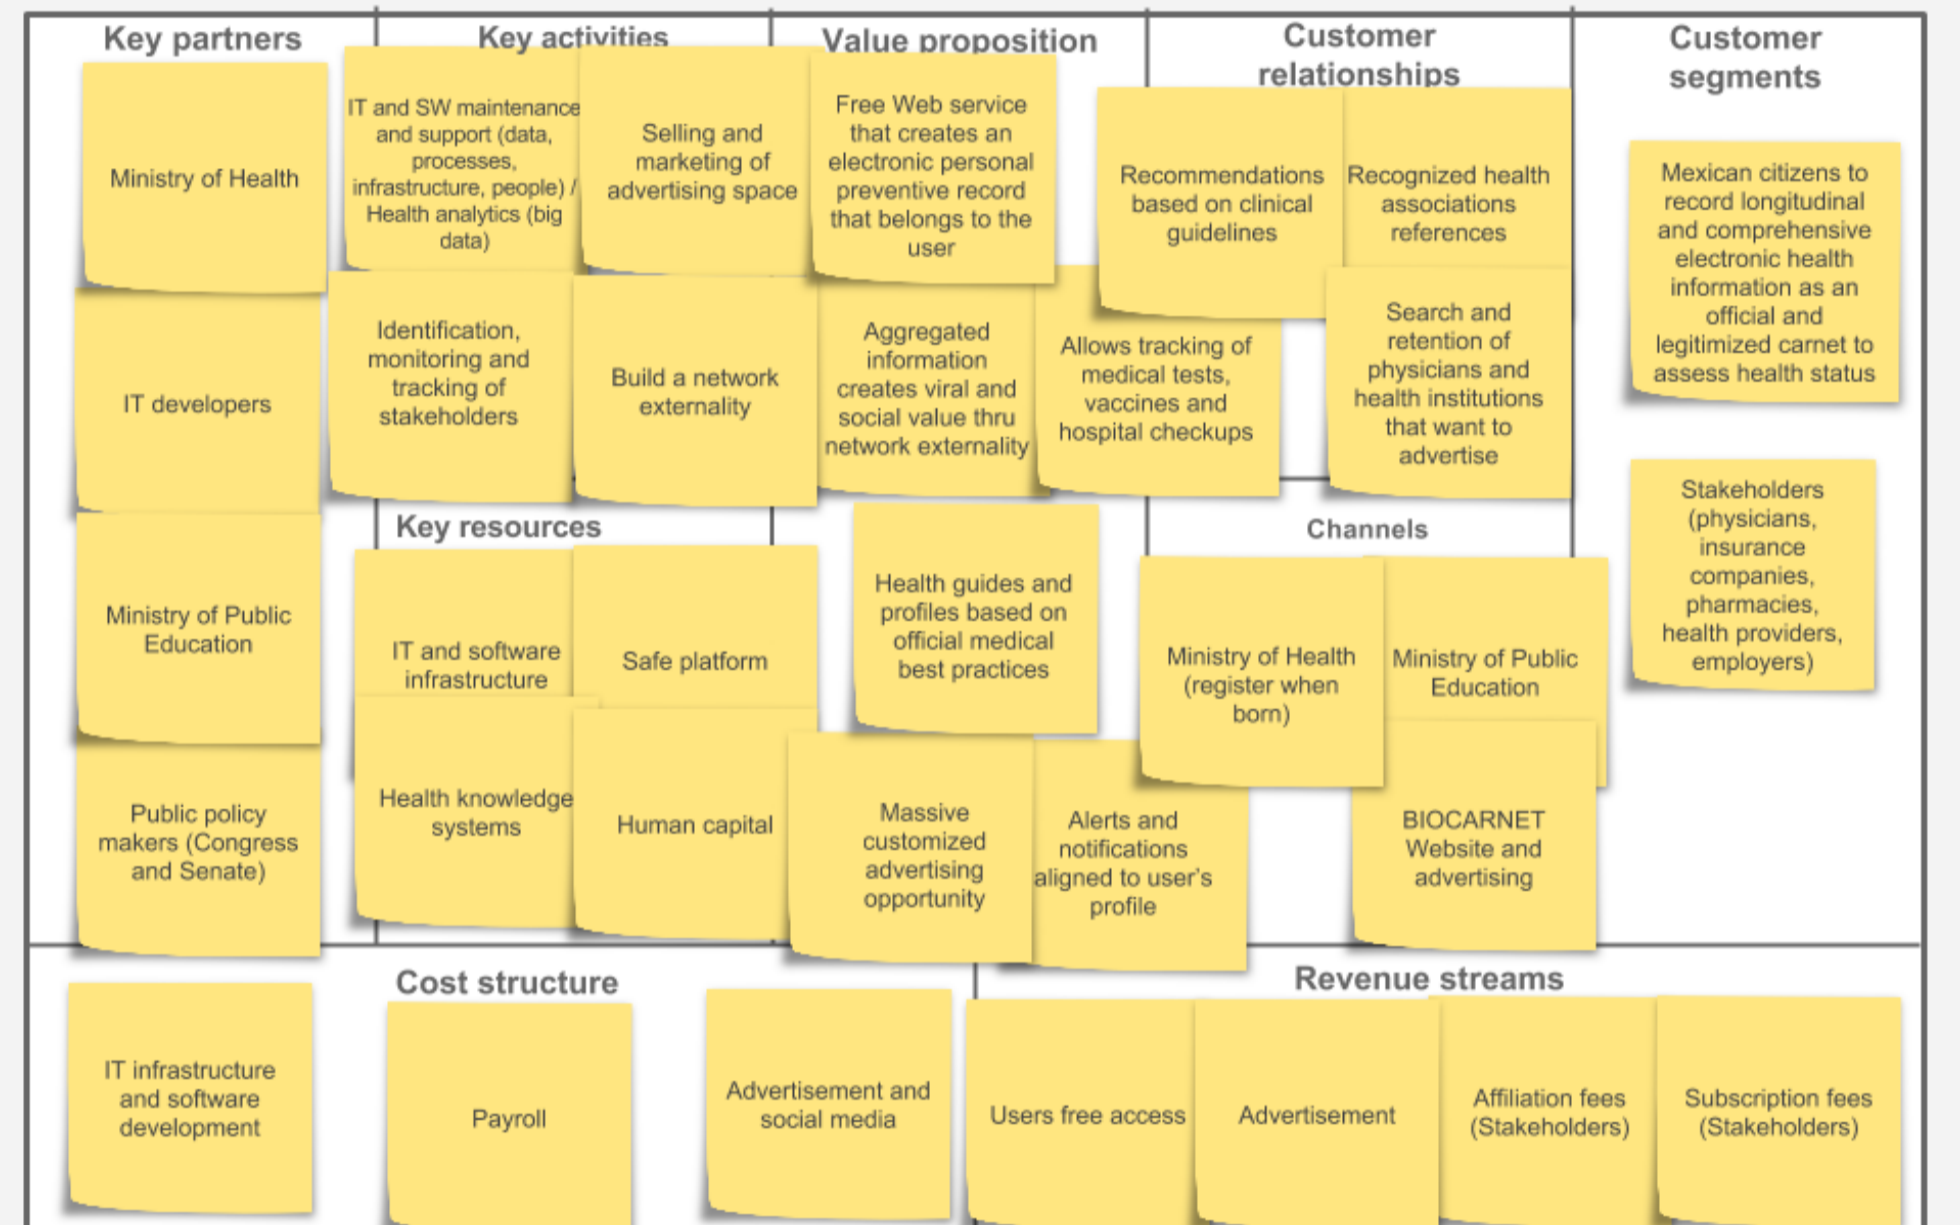 Key partners
Ministry of Health
IT developers
Ministry of Public
Education
Public policy
makers (Congress
and Senate)
Key activities
IT and SW maintenance
and support (data,
processes,
infrastructure, people) /
Health analytics (big
data)
Selling and
marketing of
advertising space
Identification,
monitoring and
tracking of
stakeholders
Build a network
externality
Key resources
IT and software
infrastructure
Safe platform
Health knowledge
systems
Human capital
Value proposition
Free Web service
that creates an
electronic personal
preventive record
that belongs to the
user
Aggregated
information
creates viral and
social value thru
network externality
Allows tracking of
medical tests,
vaccines and
hospital checkups
Health guides and
profiles based on
official medical
best practices
Massive
customized
advertising
opportunity
Alerts and
notifications
aligned to user's
profile
Customer
relationships
Recommendations
based on clinical
guidelines
Recognized health
associations
references
Search and
retention of
physicians and
health institutions
that want to
advertise
Channels
Ministry of Health
(register when
born)
Ministry of Public
Education
BIOCARNET
Website and
advertising
Customer
segments
Mexican citizens to
record longitudinal
and comprehensive
electronic health
information as an
official and
legitimized carnet to
assess health status
Stakeholders
(physicians,
insurance
companies,
pharmacies,
health providers,
employers)
Cost structure
IT infrastructure
and software
development
Payroll
Advertisement and
social media
Revenue streams
Users free access
Advertisement
Affiliation fees
(Stakeholders)
Subscription fees
(Stakeholders)